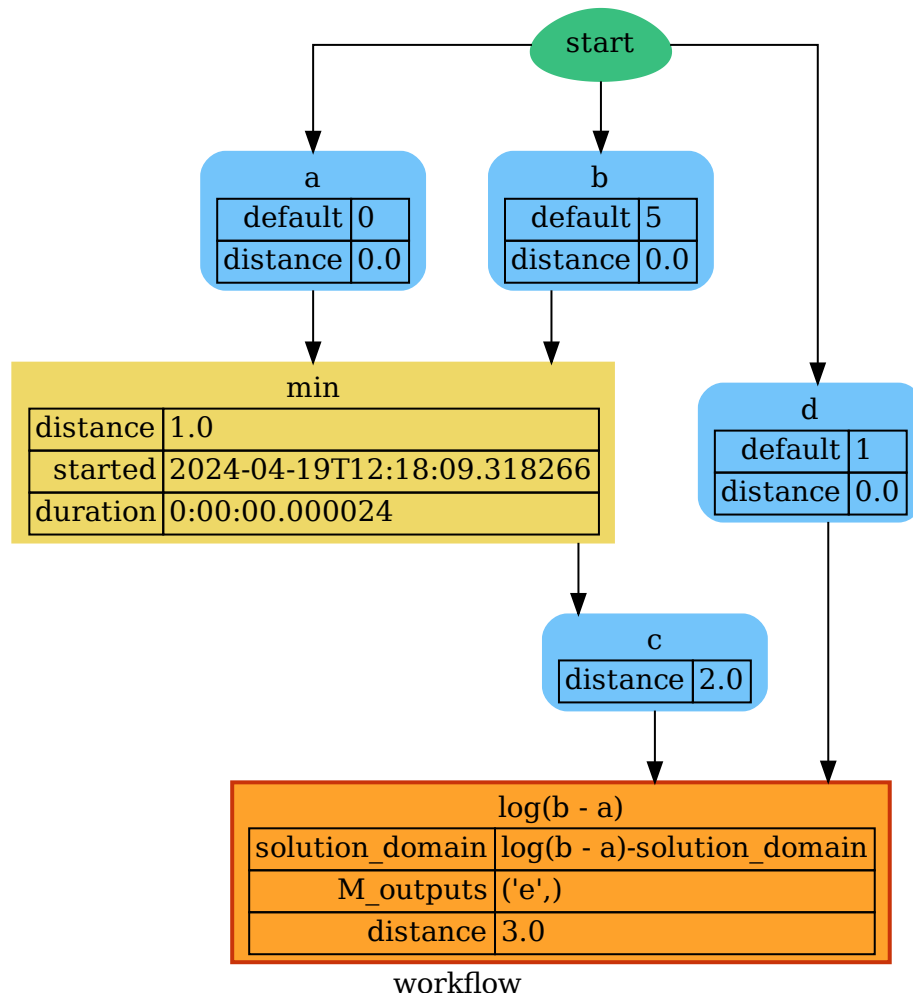 start
a
default 0
distance 0.0
b
default 5
distance 0.0
min
distance 1.0
started 2024-04-19T12:18:09.318266
duration 0:00:00.000024
d
default 1
distance 0.0
c
distance 2.0
log(b - a)
solution_domain log(b - a)-solution_domain
M_outputs ('e',)
distance 3.0
workflow